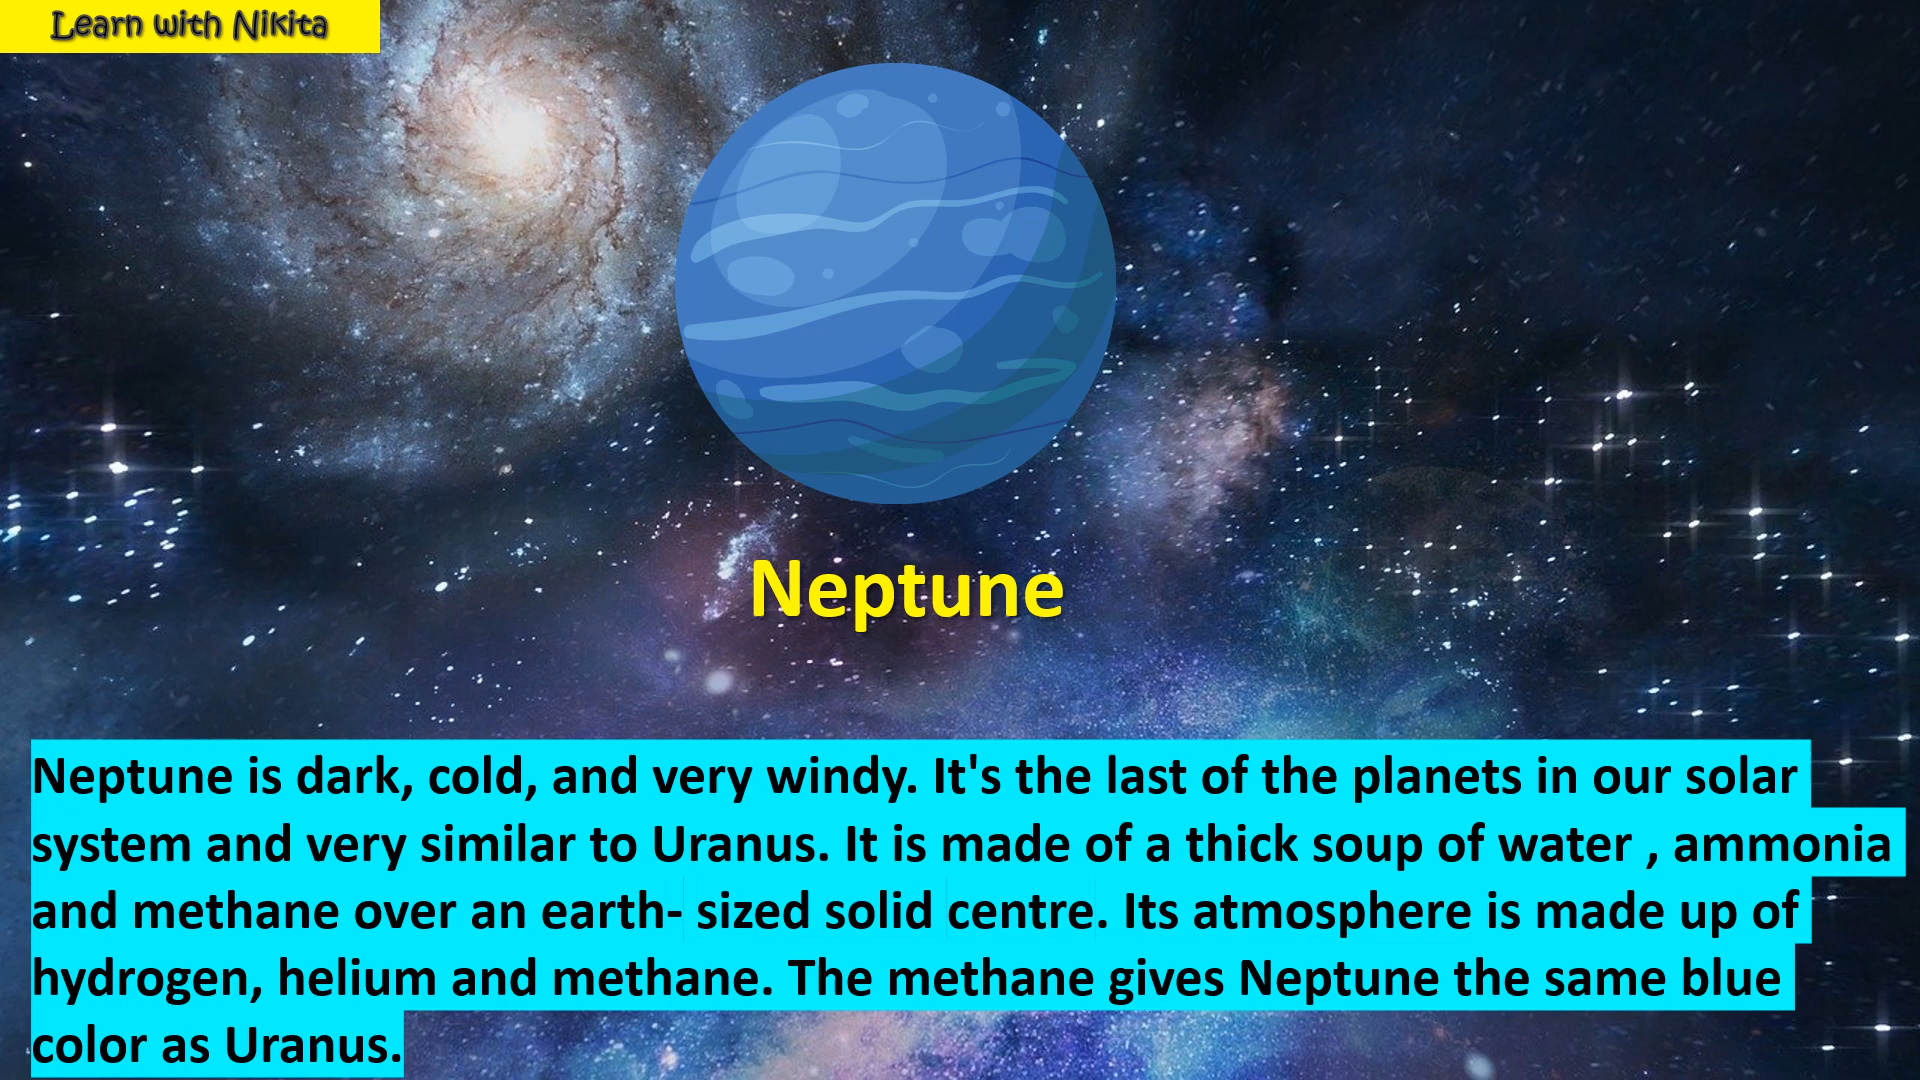 Learn with Nikita
Neptune
Neptune is dark, cold, and very windy. It's the last of the planets in our solar
system and very similar to Uranus. It is made of a thick soup of water , ammonia
and methane over an earth- sized solid centre. Its atmosphere is made up of
hydrogen, helium and methane. The methane gives Neptune the same blue
color as Uranus.